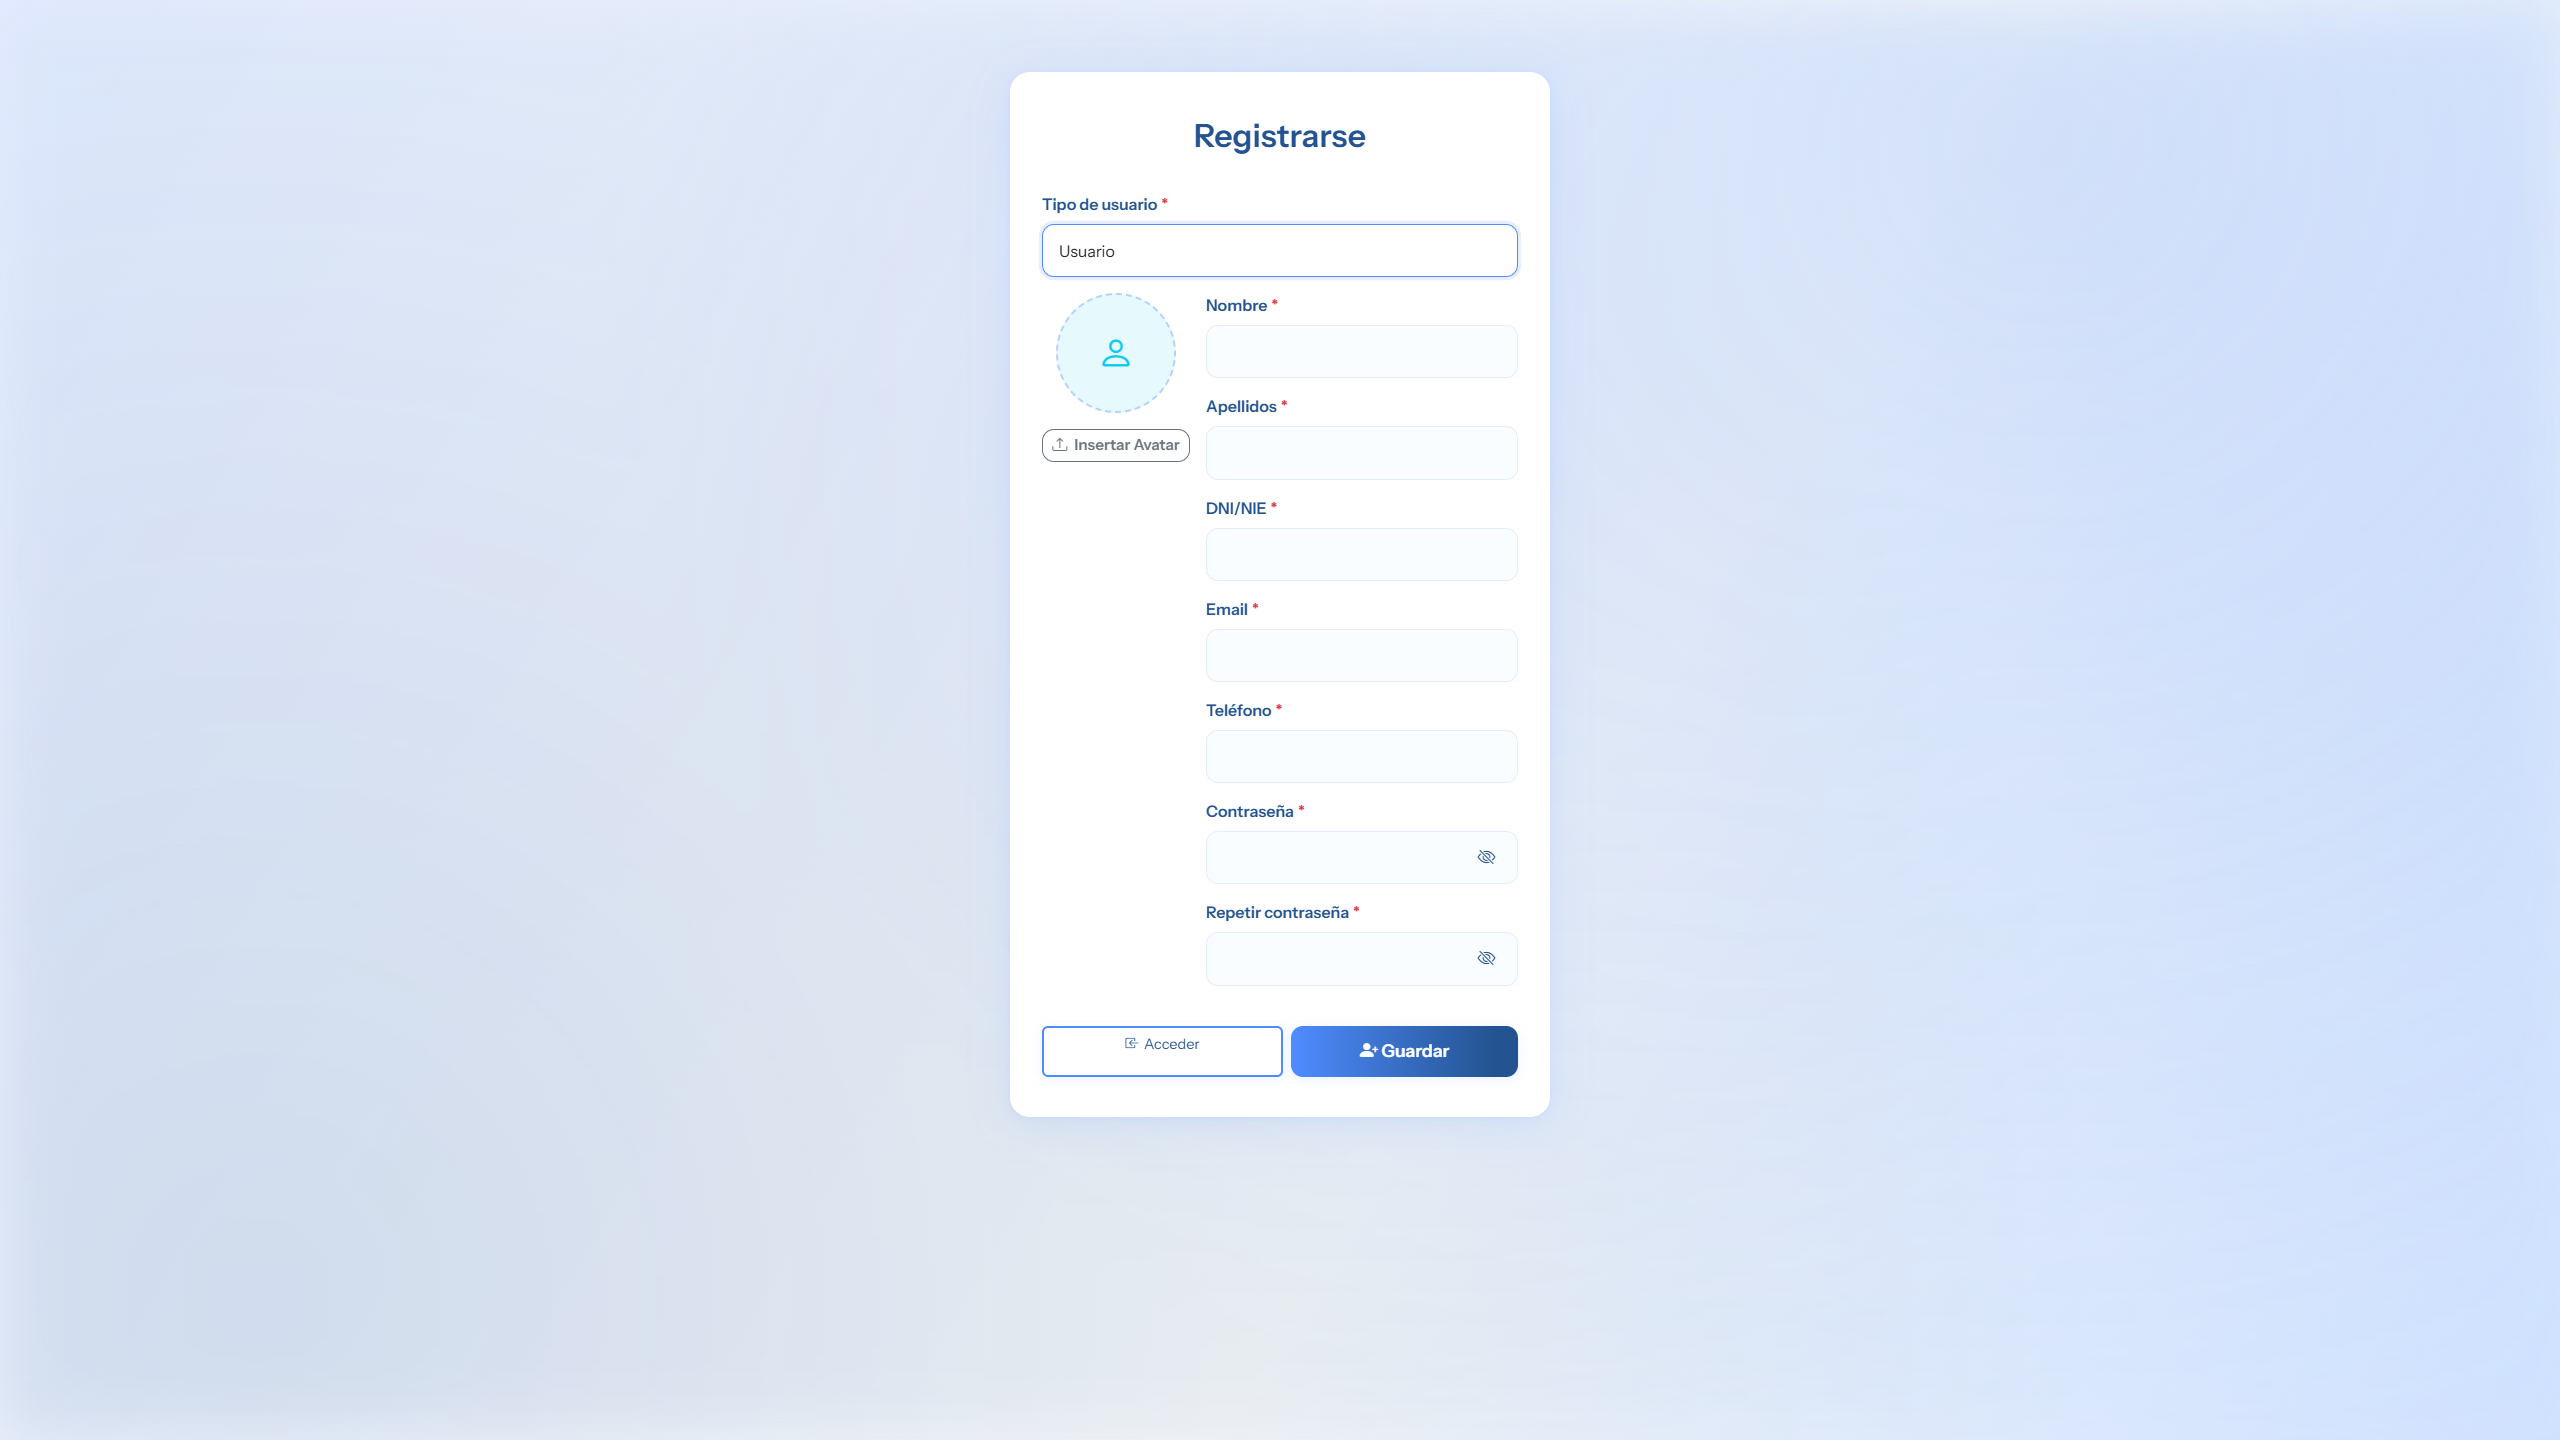 Registrarse
Tipo de usuario *
Usuario
Nombre *
Insertar Avatar
Apellidos *
DNI/NIE *
Email *
Teléfono *
Contraseña *
Repetir contraseña *
Acceder
Guardar